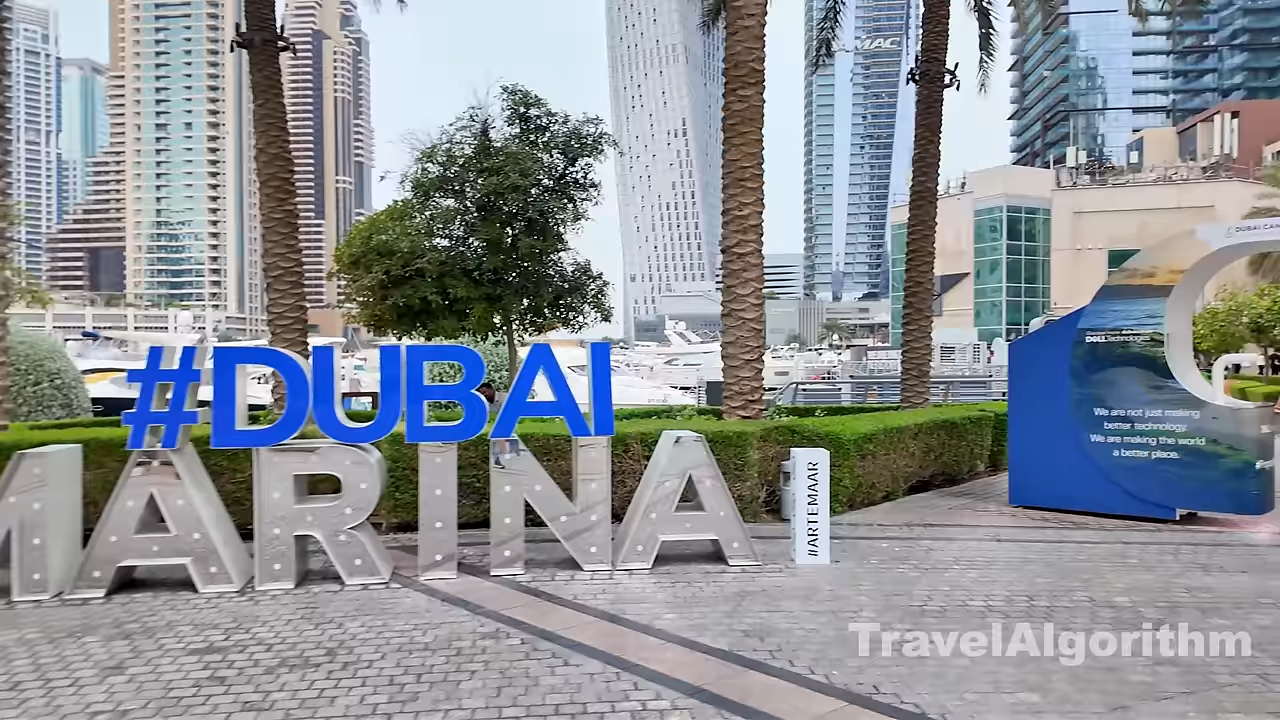 MAC
#DUBAI
MARINA
#ARTEMAAR
DUBAI CAN
DELL Technologies
We are not just making
better technology.
We are making the world
a better place.
TravelAlgorithm